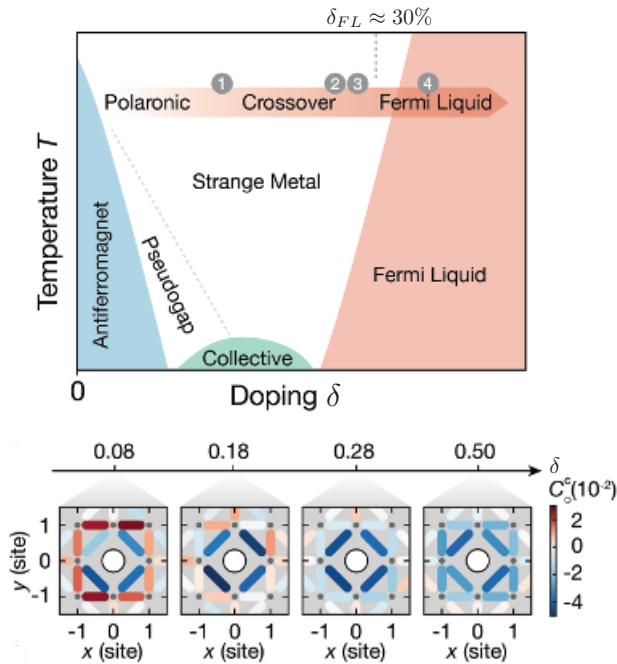 δ_FL ≈ 30%
1 2 3 4
Polaronic Crossover Fermi Liquid
Strange Metal
Temperature T
Antiferromagnet
Pseudogap
Fermi Liquid
Collective
0 Doping δ
0.08 0.18 0.28 0.50 δ
C_○^c(10^-2)
y (site)
1
0
-1
-1 0 1 -1 0 1 -1 0 1 -1 0 1
x (site) x (site) x (site) x (site)
2
0
-2
-4